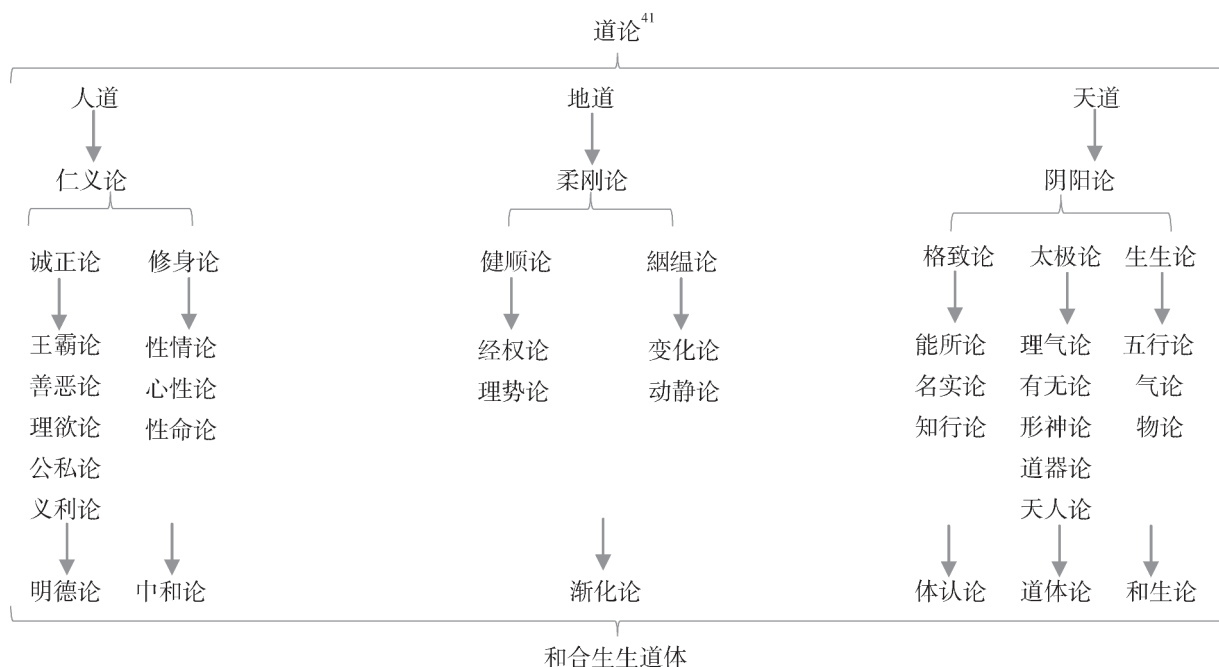 道论41
人道 地道 天道
仁义论 柔刚论 阴阳论
诚正论 修身论 健顺论 絪缊论 格致论 太极论 生生论
王霸论 性情论 经权论 变化论 能所论 理气论 五行论
善恶论 心性论 理势论 动静论 名实论 有无论 气论
理欲论 性命论 知行论 形神论 物论
公私论 道器论
义利论 天人论
明德论 中和论 渐化论 体认论 道体论 和生论
和合生生道体